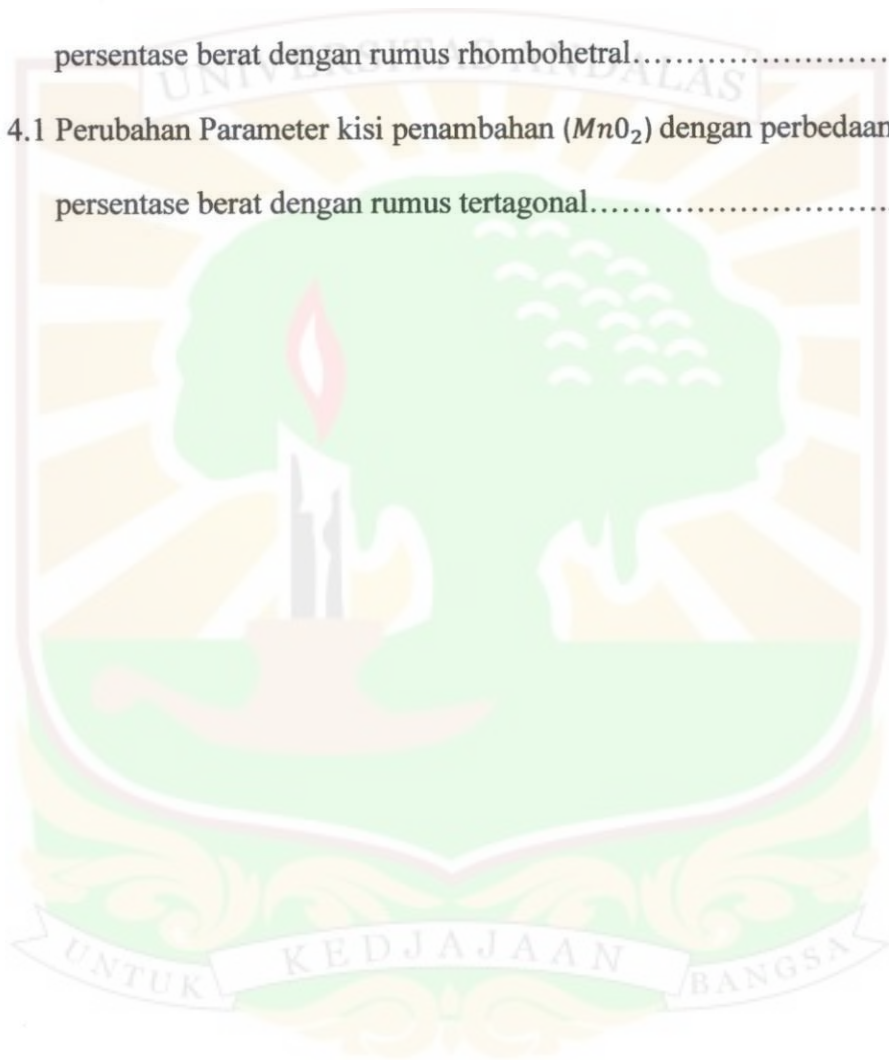 persentase berat dengan rumus rhombohetral..........................
UNIVERSITAS ANDALAS
4.1 Perubahan Parameter kisi penambahan (𝑀𝑛0₂) dengan perbedaan
persentase berat dengan rumus tertagonal..............................
UNTUK KEDJAJAAN BANGSA